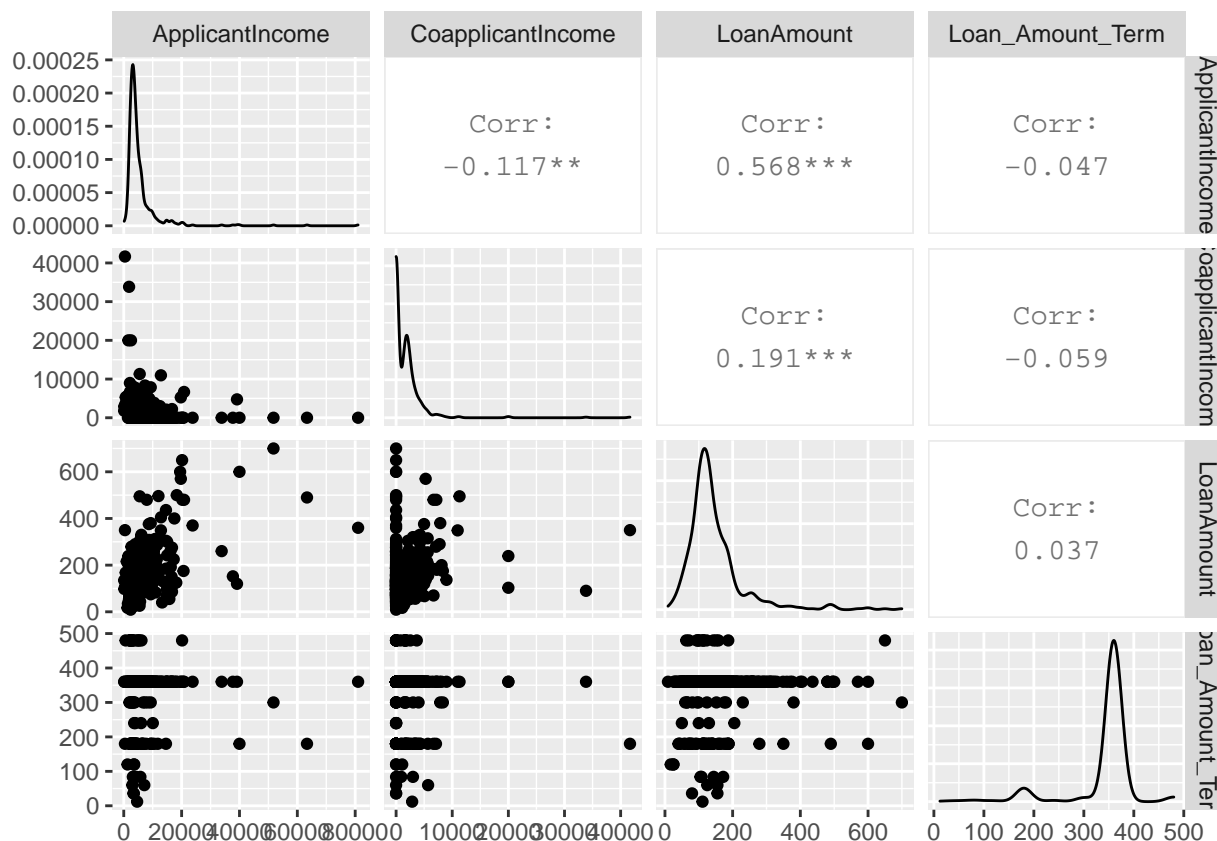 ApplicantIncome CoapplicantIncome LoanAmount Loan_Amount_Term
0.00025
0.00020
0.00015
0.00010
0.00005
0.00000
Corr:
-0.117**
Corr:
0.568***
Corr:
-0.047
ApplicantIncome
40000
30000
20000
10000
0
Corr:
0.191***
Corr:
-0.059
oapplicantIncom
600
400
200
0
Corr:
0.037
LoanAmount
500
400
300
200
100
0
oan_Amount_Ter
0 20000 40000 60000 80000 0 10000 20000 30000 40000 0 200 400 600 0 100 200 300 400 500